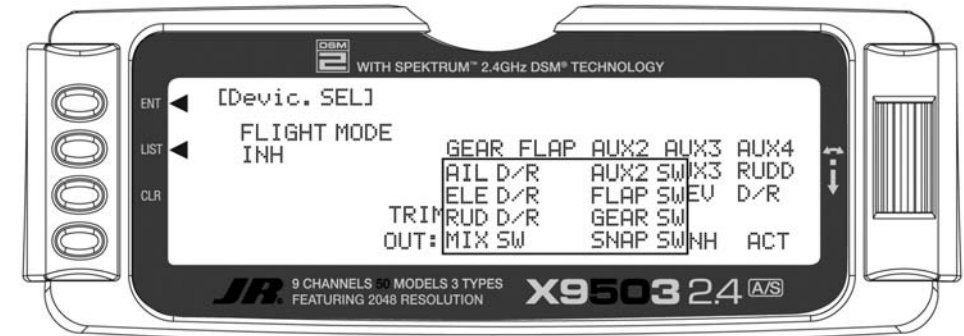 DSM
2
WITH SPEKTRUM™ 2.4GHz DSM® TECHNOLOGY
ENT
LIST
CLR
[Devic. SEL]
FLIGHT MODE
INH
GEAR FLAP AUX2 AUX3 AUX4
AIL D/R AUX2 SW UX3 RUDD
ELE D/R FLAP SW EV D/R
TRIM RUD D/R GEAR SW
OUT: MIX SW SNAP SW NH ACT
JR.
9 CHANNELS 50 MODELS 3 TYPES
FEATURING 2048 RESOLUTION
X9503 2.4 A/S